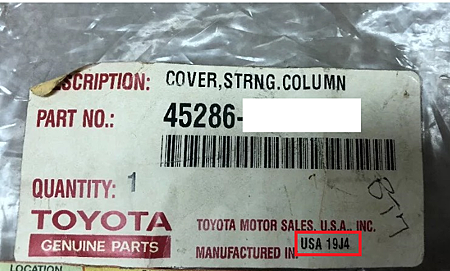 DESCRIPTION: COVER,STRNG.COLUMN
PART NO.: 45286-
QUANTITY: 1
TOYOTA
GENUINE PARTS
TOYOTA MOTOR SALES, U.S.A., INC.
MANUFACTURED IN USA 19J4
LOCATION